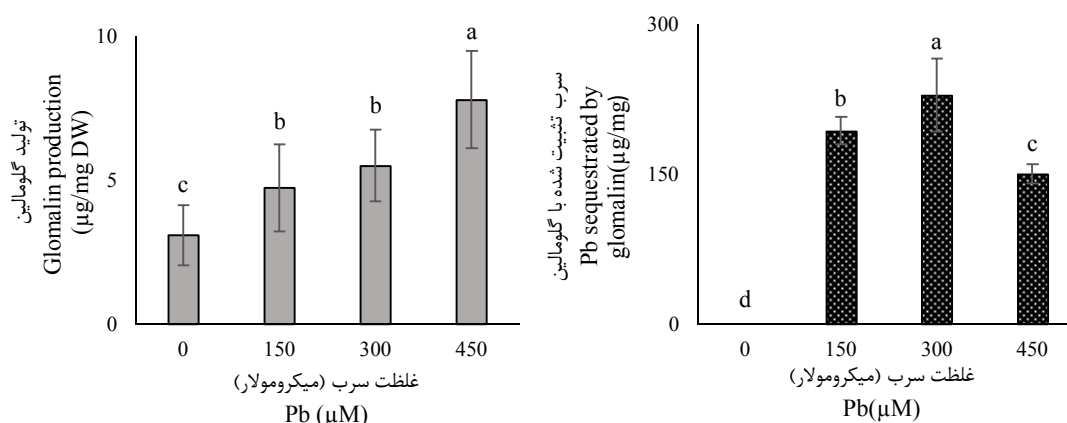 تولید گلومالین
Glomalin production
(µg/mg DW)
10
5
0
c
b
b
a
0 150 300 450
غلظت سرب (میکرومولار)
Pb (µM)
سرب تثبیت شده با گلومالین
Pb sequestrated by
glomalin(µg/mg)
300
150
0
d
b
a
c
0 150 300 450
غلظت سرب (میکرومولار)
Pb(µM)